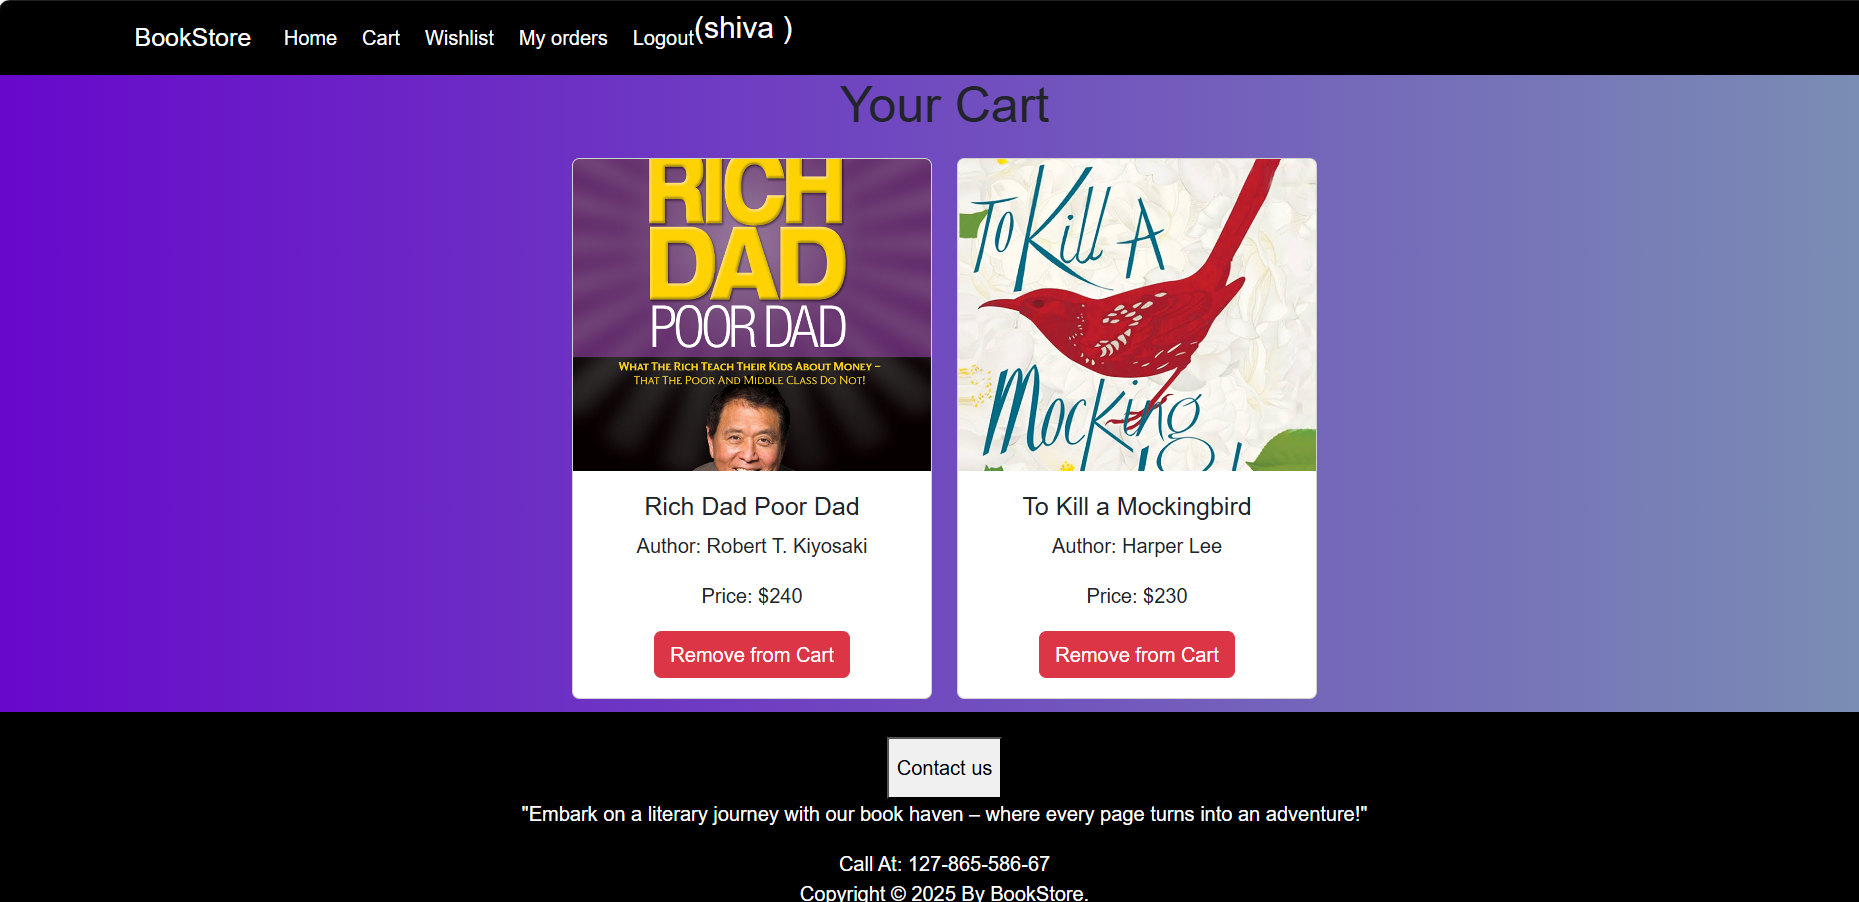 BookStore Home Cart Wishlist My orders Logout(shiva )
Your Cart
RICH
DAD
POOR DAD
WHAT THE RICH TEACH THEIR KIDS ABOUT MONEY –
THAT THE POOR AND MIDDLE CLASS DO NOT!
Rich Dad Poor Dad
Author: Robert T. Kiyosaki
Price: $240
Remove from Cart
To Kill A
Mocking
To Kill a Mockingbird
Author: Harper Lee
Price: $230
Remove from Cart
Contact us
"Embark on a literary journey with our book haven – where every page turns into an adventure!"
Call At: 127-865-586-67
Copyright © 2025 By BookStore.